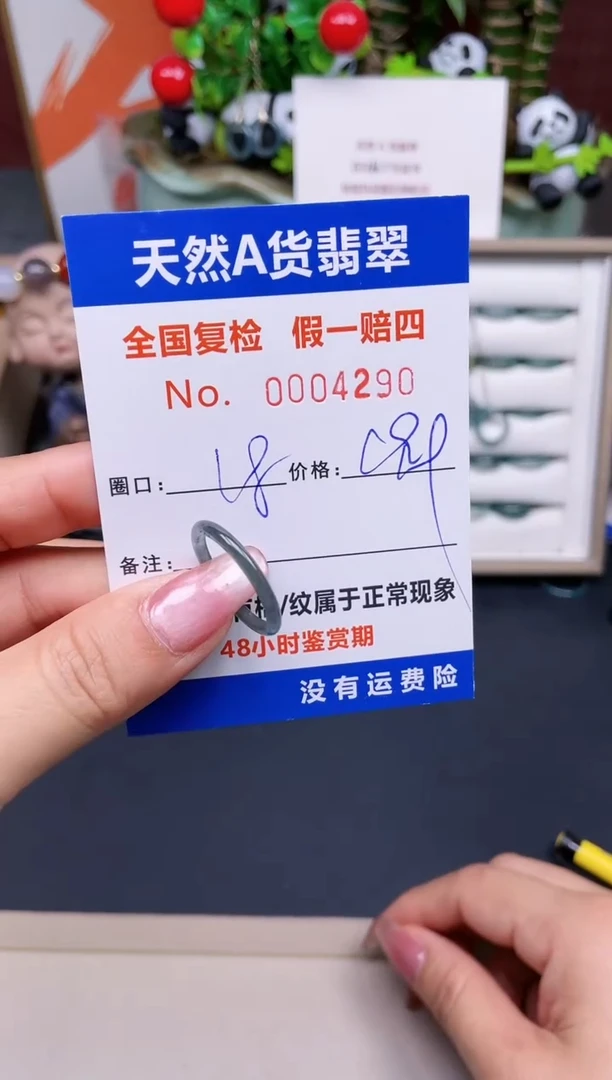 天然A货翡翠
全国复检 假一赔四
No. 0004290
圈口: 18 价格:
备注:
/纹属于正常现象
48小时鉴赏期
没有运费险